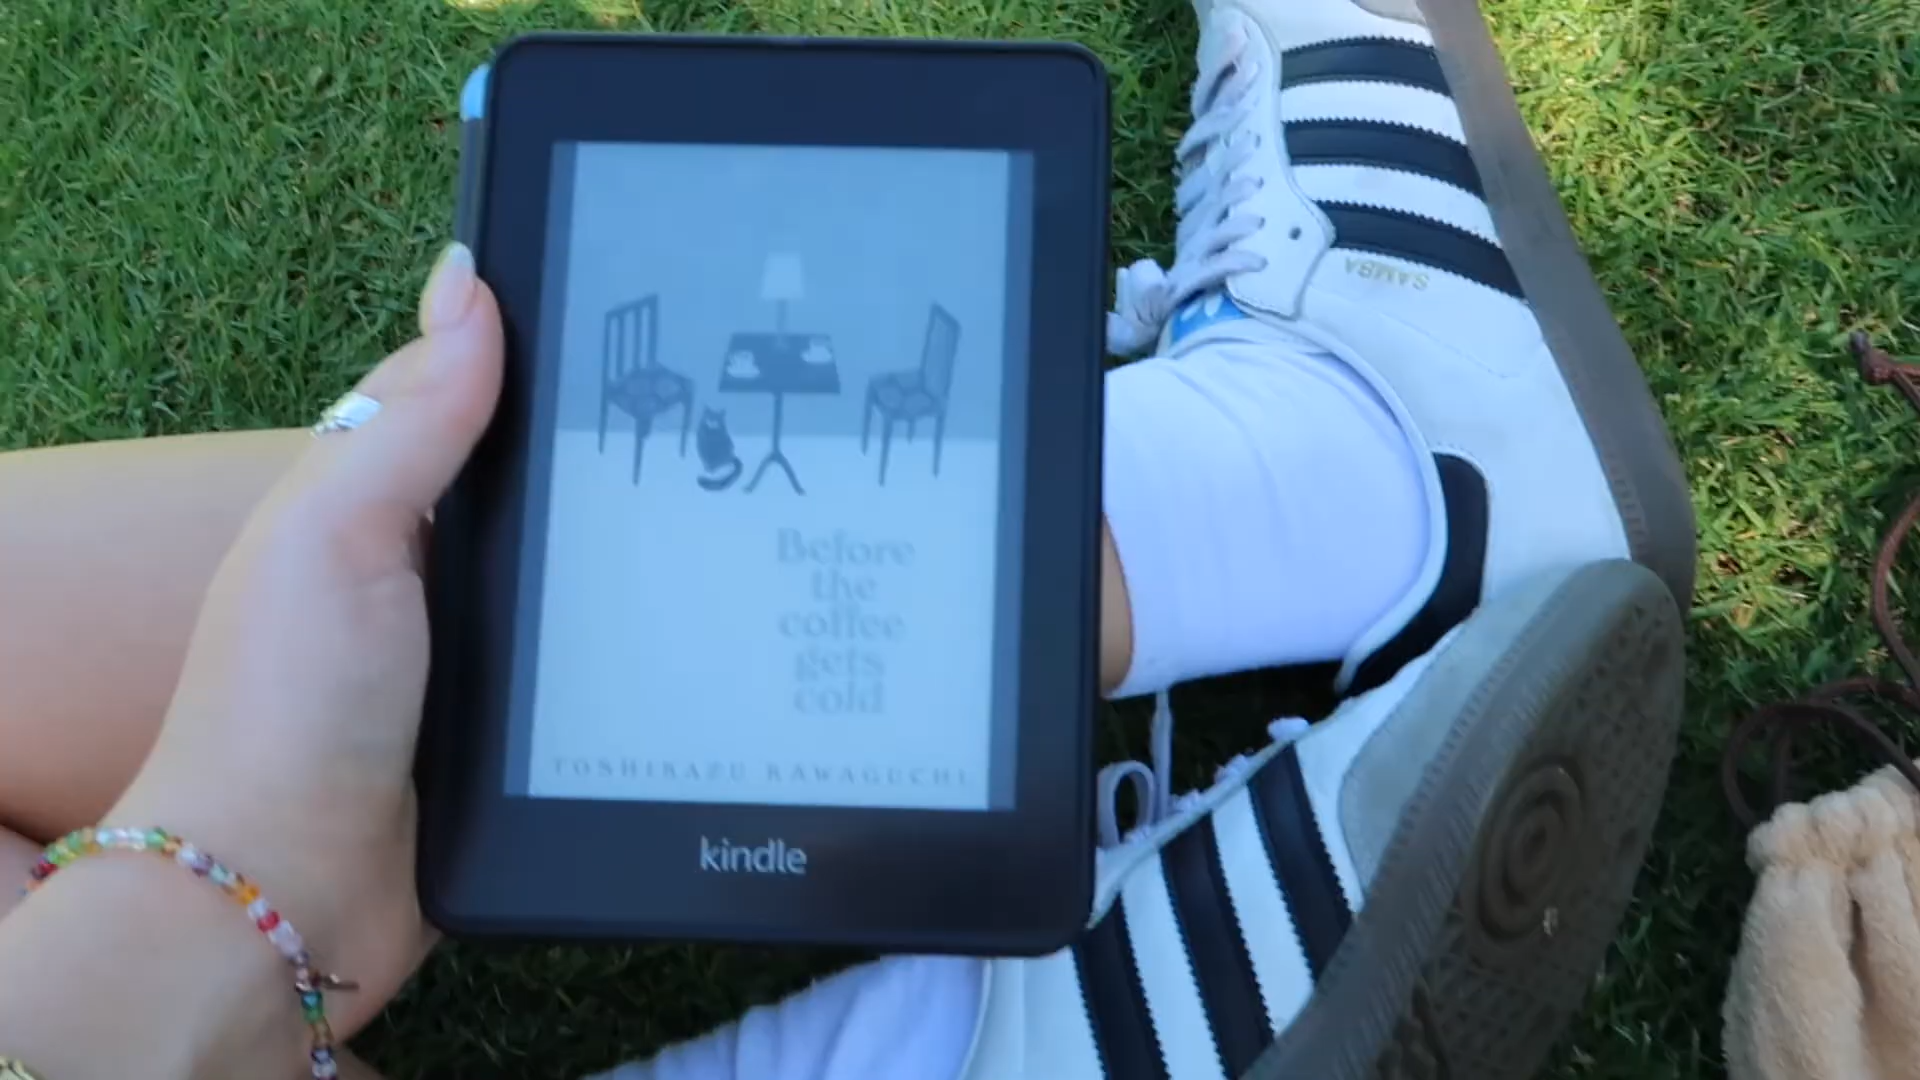 SAMBA
Before
the
coffee
gets
cold
TOSHIKAZU KAWAGUCHI
kindle